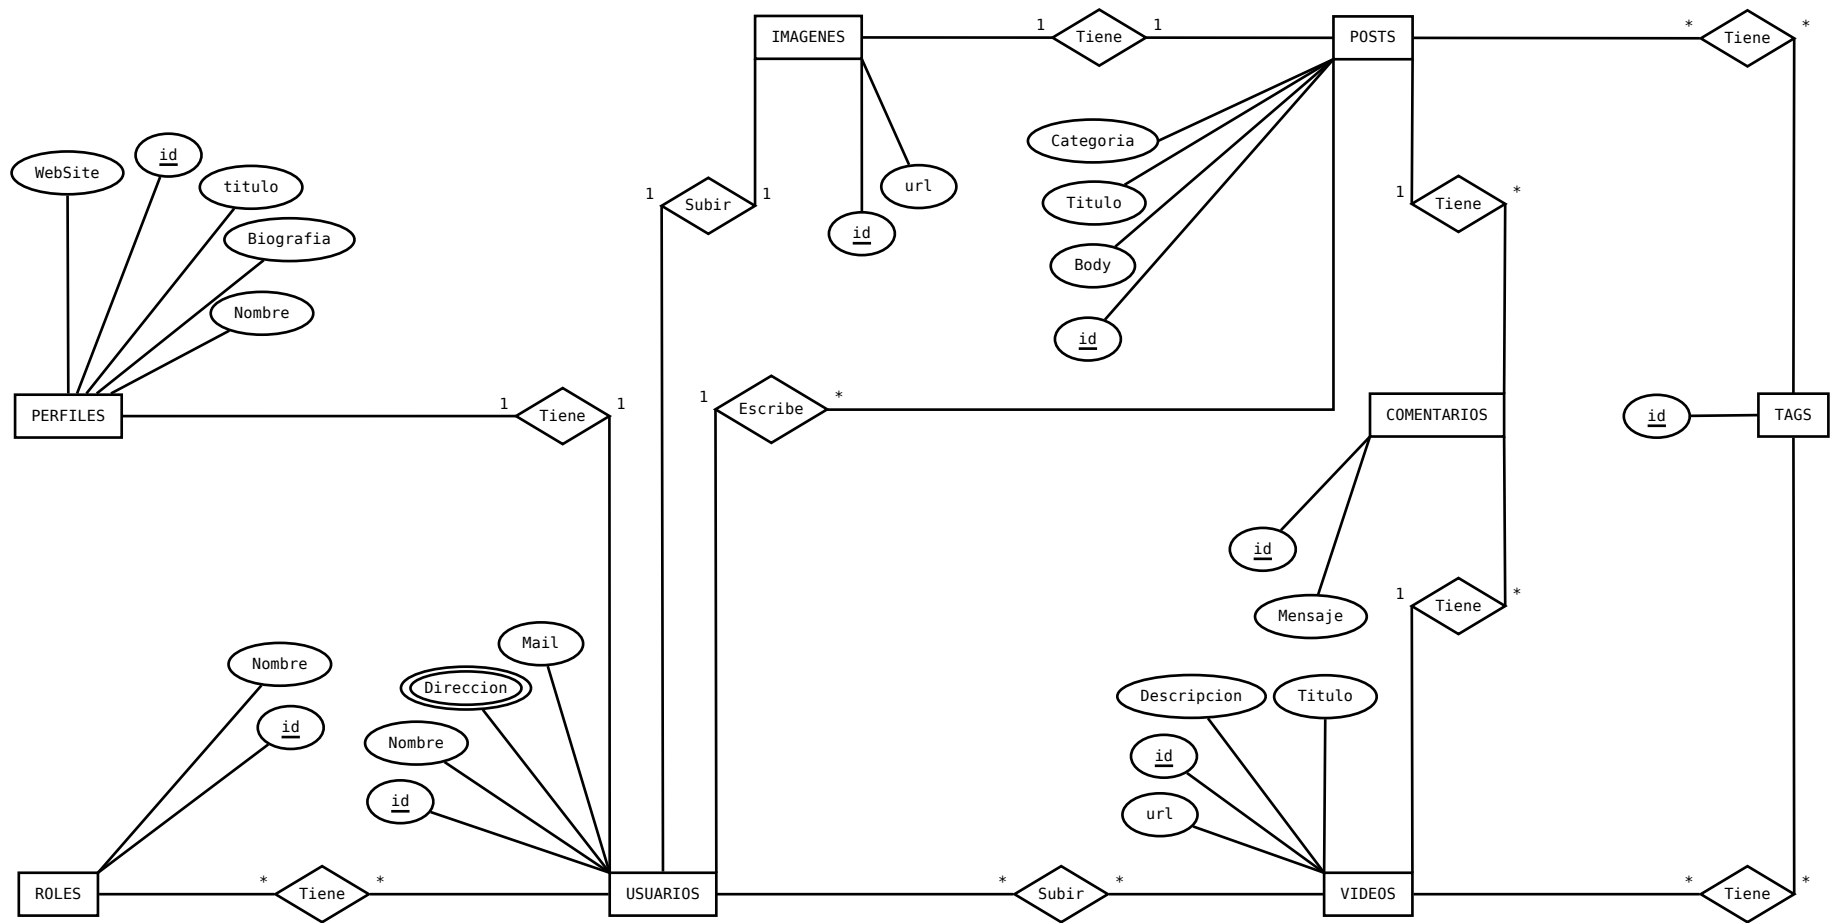 IMAGENES
1
Tiene
1
POSTS
*
Tiene
*
Categoria
WebSite
id
titulo
url
Biografia
1
Subir
1
Titulo
1
Tiene
*
id
Body
Nombre
id
PERFILES
1
Tiene
1
1
Escribe
*
COMENTARIOS
id
TAGS
id
Mensaje
1
Tiene
*
Nombre
Mail
Direccion
Descripcion
Titulo
id
Nombre
id
id
url
ROLES
*
Tiene
*
USUARIOS
*
Subir
*
VIDEOS
*
Tiene
*